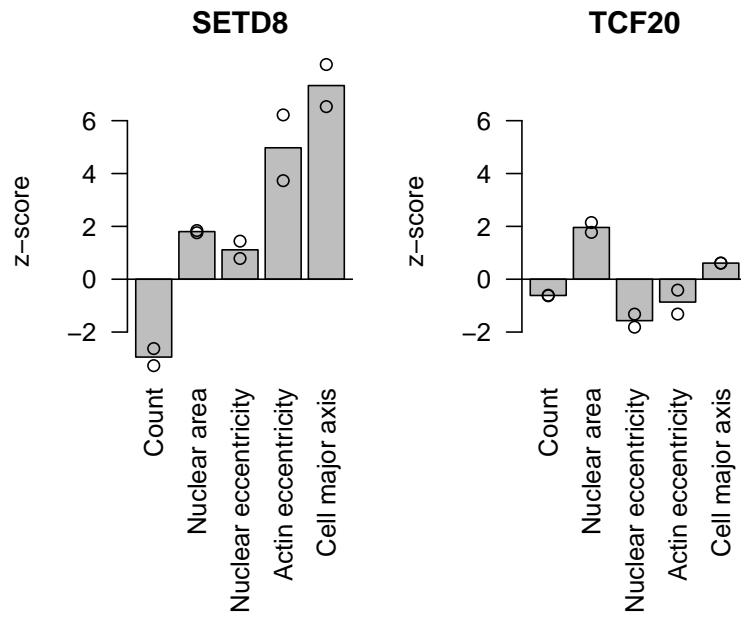 SETD8
z−score
6
4
2
0
−2
Count
Nuclear area
Nuclear eccentricity
Actin eccentricity
Cell major axis
TCF20
z−score
6
4
2
0
−2
Count
Nuclear area
Nuclear eccentricity
Actin eccentricity
Cell major axis